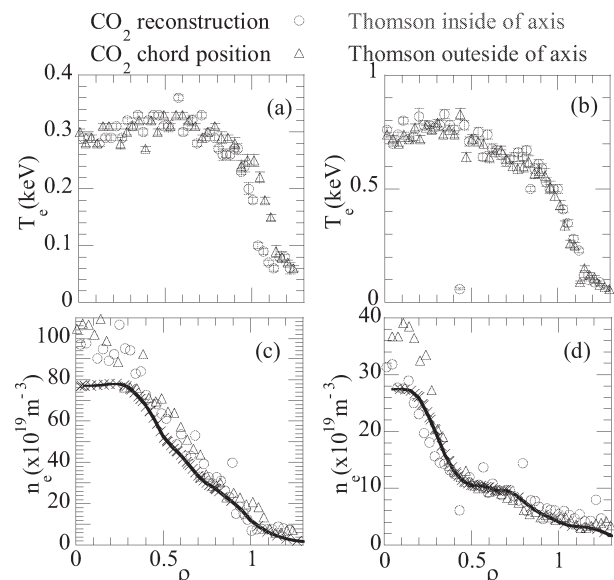 CO2 reconstruction ○ Thomson inside of axis
CO2 chord position △ Thomson outeside of axis
0.4
0.3
0.2
0.1
0
Te(keV)
(a)
1
0.5
0
Te(keV)
(b)
100
80
60
40
20
0
ne(x10^19 m^-3)
(c)
0 0.5 1
ρ
40
30
20
10
0
ne(x10^19 m^-3)
(d)
0 0.5 1
ρ